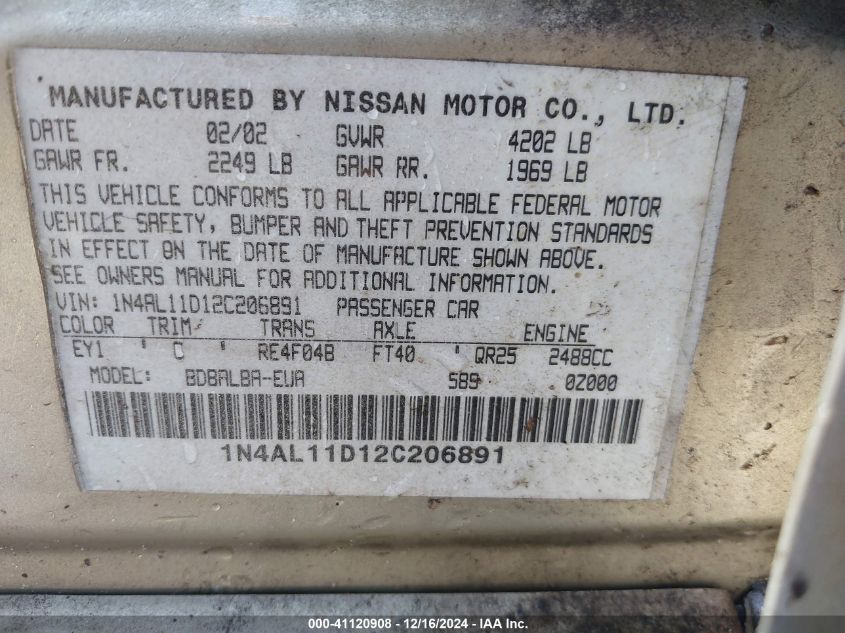 MANUFACTURED BY NISSAN MOTOR CO., LTD.
DATE 02/02 GVWR 4202 LB
GAWR FR. 2249 LB GAWR RR. 1969 LB
THIS VEHICLE CONFORMS TO ALL APPLICABLE FEDERAL MOTOR
VEHICLE SAFETY, BUMPER AND THEFT PREVENTION STANDARDS
IN EFFECT ON THE DATE OF MANUFACTURE SHOWN ABOVE.
SEE OWNERS MANUAL FOR ADDITIONAL INFORMATION.
VIN: 1N4AL11D12C206891 PASSENGER CAR
COLOR TRIM TRANS AXLE ENGINE
EY1 ' C ' RE4F04B FT40 ' QR25 2488CC
MODEL: BDBALBA-EUA S89 0Z000
1N4AL11D12C206891
000-41120908 - 12/16/2024 - IAA Inc.